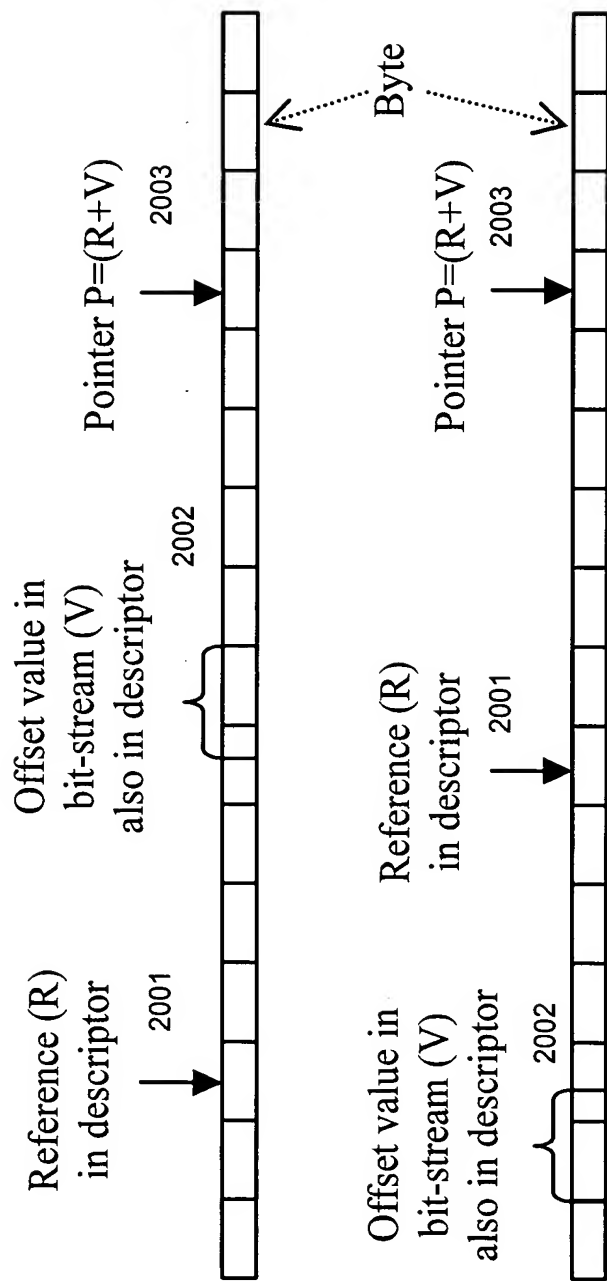 Reference (R)
in descriptor
2001
Offset value in
bit-stream (V)
also in descriptor
2002
Pointer P=(R+V)
2003
Byte
Offset value in
bit-stream (V)
also in descriptor
2002
Reference (R)
in descriptor
2001
Pointer P=(R+V)
2003